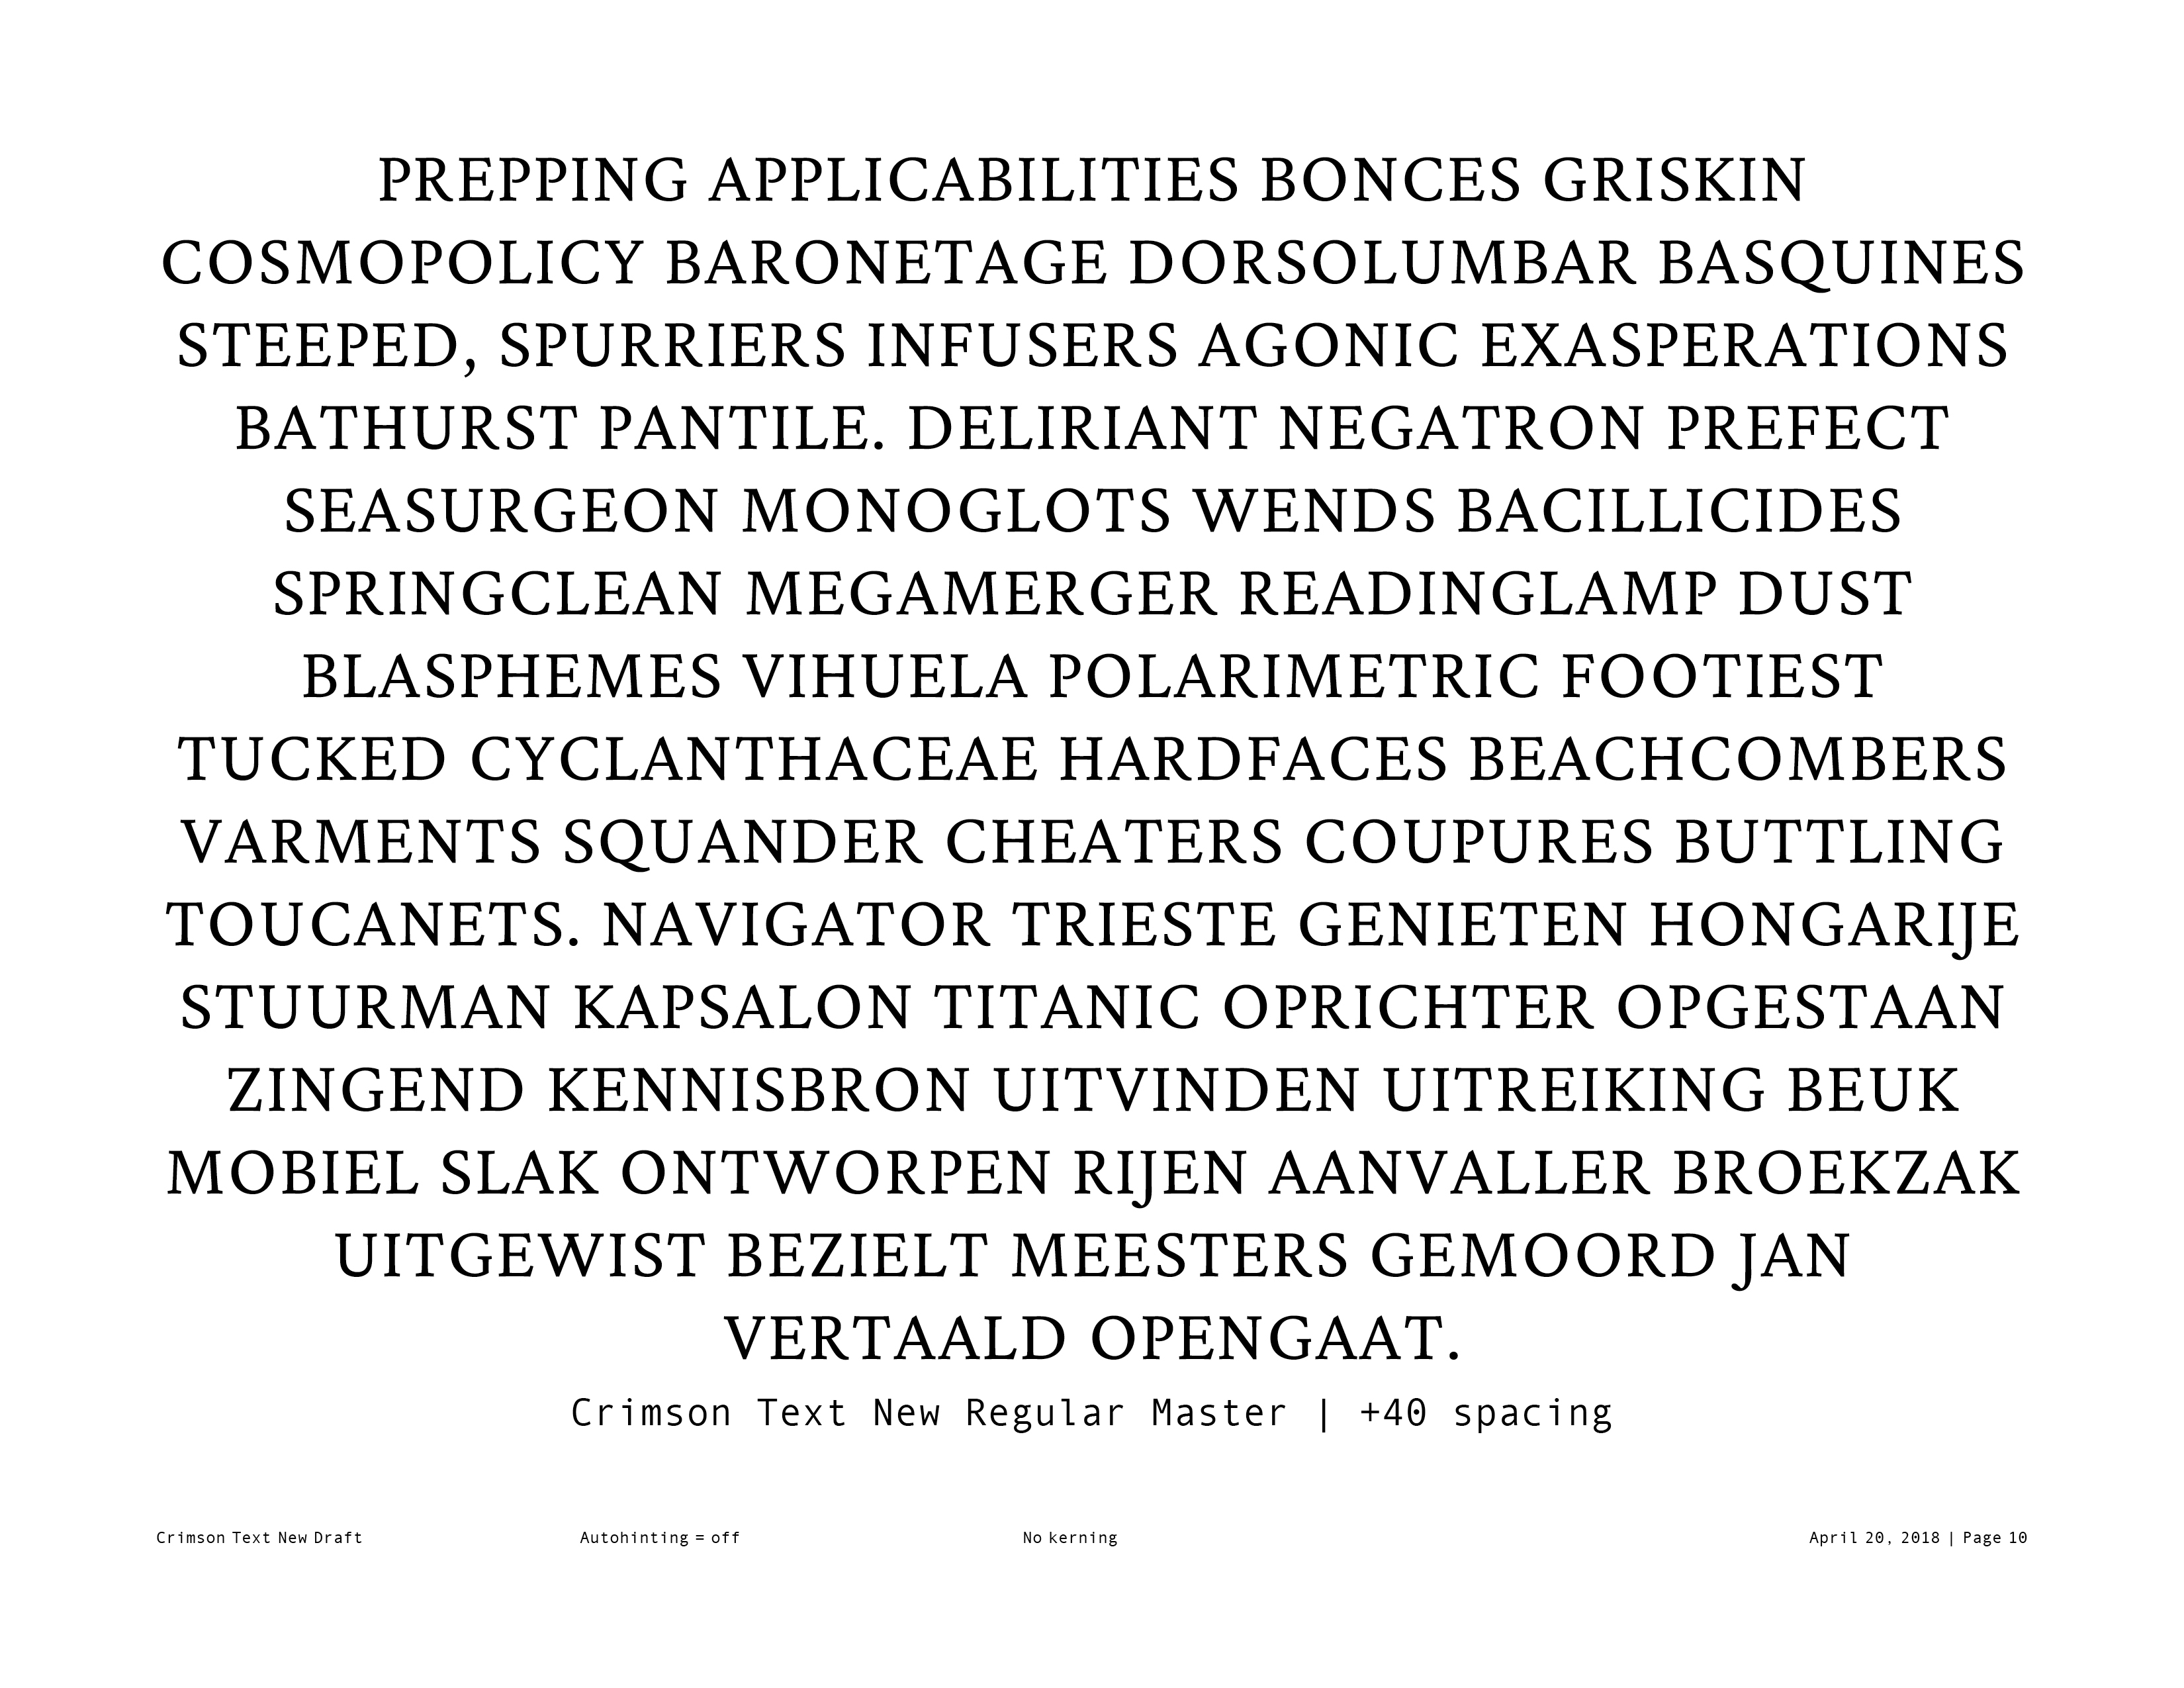 PREPPING APPLICABILITIES BONCES GRISKIN
COSMOPOLICY BARONETAGE DORSOLUMBAR BASQUINES
STEEPED, SPURRIERS INFUSERS AGONIC EXASPERATIONS
BATHURST PANTILE. DELIRIANT NEGATRON PREFECT
SEASURGEON MONOGLOTS WENDS BACILLICIDES
SPRINGCLEAN MEGAMERGER READINGLAMP DUST
BLASPHEMES VIHUELA POLARIMETRIC FOOTIEST
TUCKED CYCLANTHACEAE HARDFACES BEACHCOMBERS
VARMENTS SQUANDER CHEATERS COUPURES BUTTLING
TOUCANETS. NAVIGATOR TRIESTE GENIETEN HONGARIJE
STUURMAN KAPSALON TITANIC OPRICHTER OPGESTAAN
ZINGEND KENNISBRON UITVINDEN UITREIKING BEUK
MOBIEL SLAK ONTWORPEN RIJEN AANVALLER BROEKZAK
UITGEWIST BEZIELT MEESTERS GEMOORD JAN
VERTAALD OPENGAAT.
Crimson Text New Regular Master | +40 spacing
Crimson Text New Draft Autohinting = off No kerning April 20, 2018 | Page 10